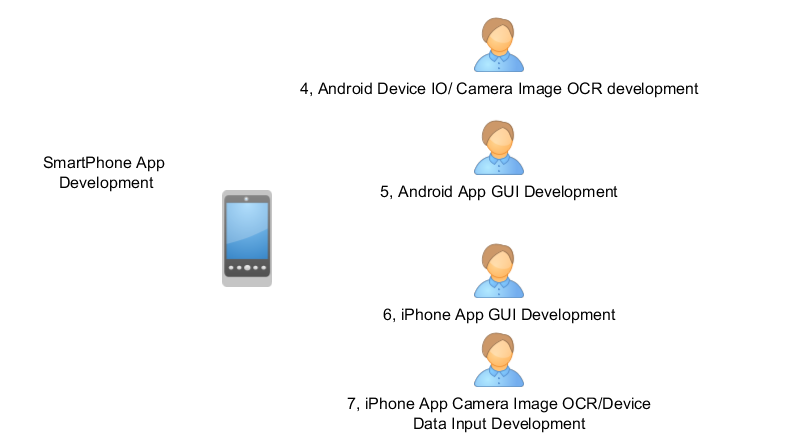 4, Android Device IO/ Camera Image OCR development
SmartPhone App
Development
5, Android App GUI Development
6, iPhone App GUI Development
7, iPhone App Camera Image OCR/Device
Data Input Development